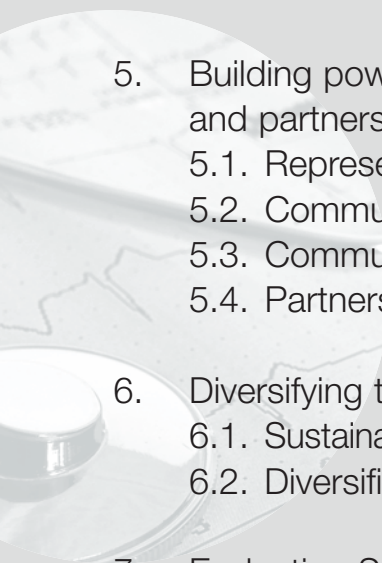 5. Building pow
and partners
5.1. Represe
5.2. Commu
5.3. Commu
5.4. Partners
6. Diversifying t
6.1. Sustaina
6.2. Diversifi